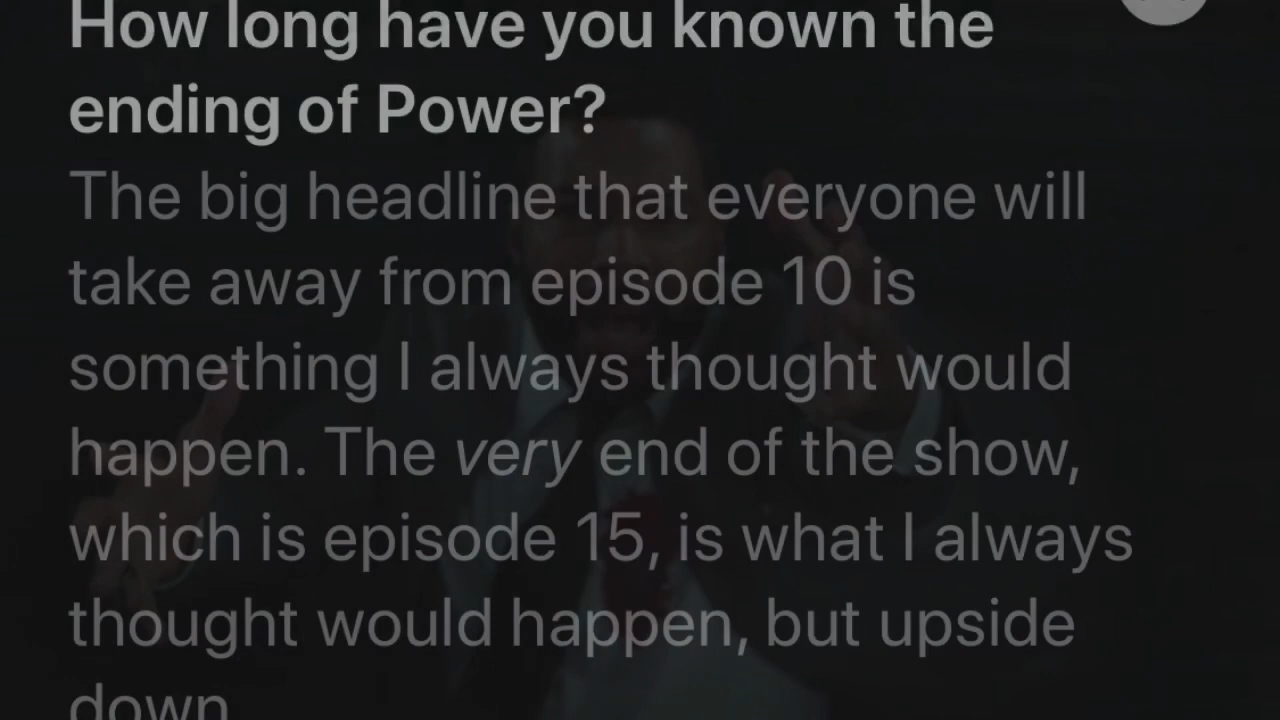 How long have you known the
ending of Power?
The big headline that everyone will
take away from episode 10 is
something I always thought would
happen. The very end of the show,
which is episode 15, is what I always
thought would happen, but upside
down